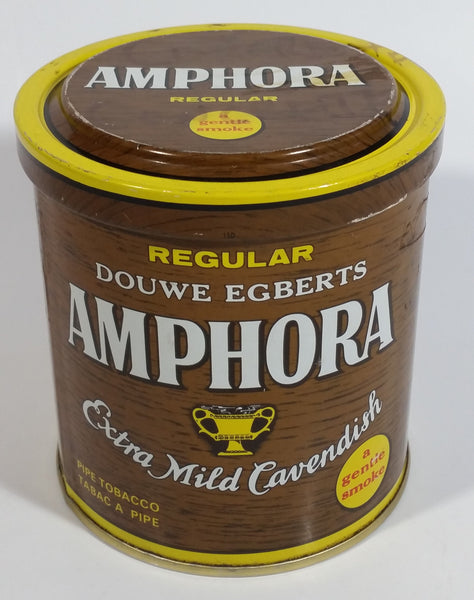 AMPHORA
REGULAR
a
gentle
smoke
REGULAR
DOUWE EGBERTS
AMPHORA
Extra Mild Cavendish
a
gentle
smoke
PIPE TOBACCO
TABAC A PIPE